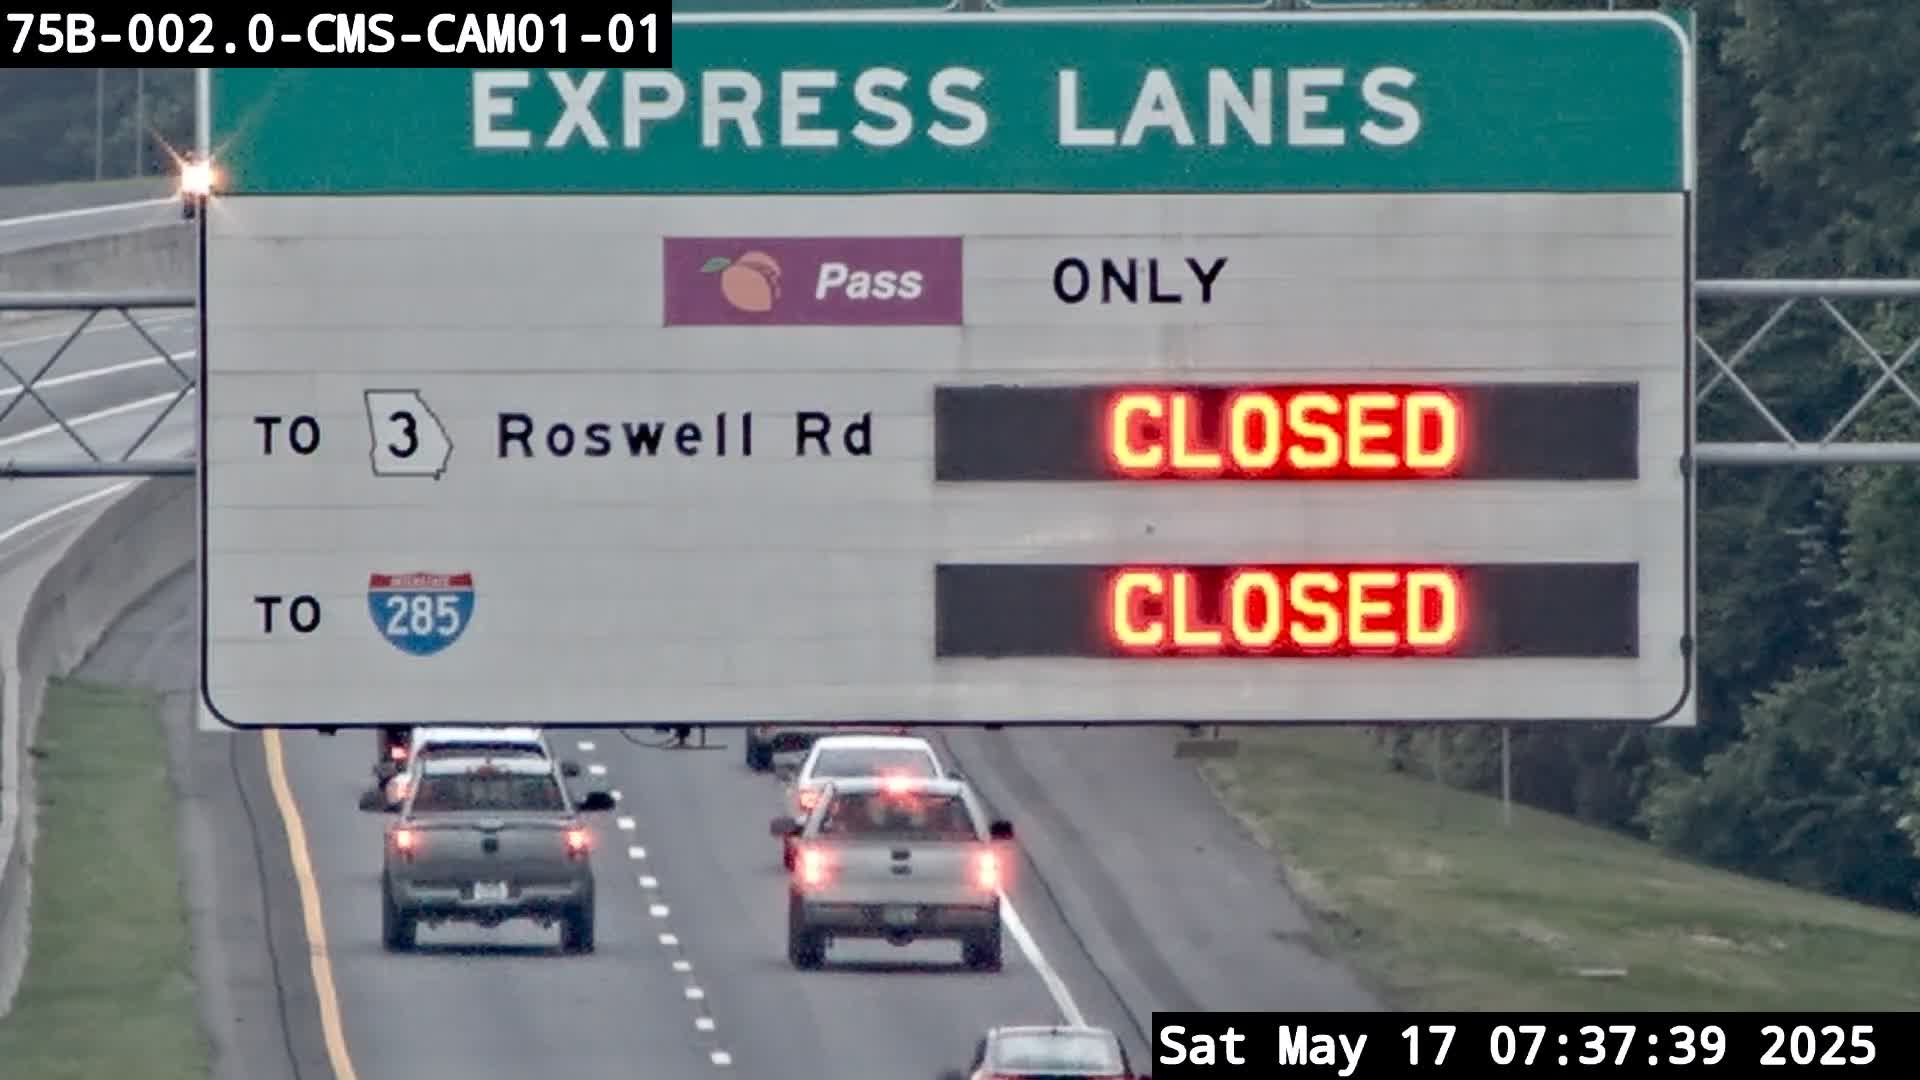 75B-002.0-CMS-CAM01-01
EXPRESS LANES
Pass ONLY
TO 3 Roswell Rd CLOSED
INTERSTATE
TO 285 CLOSED
Sat May 17 07:37:39 2025